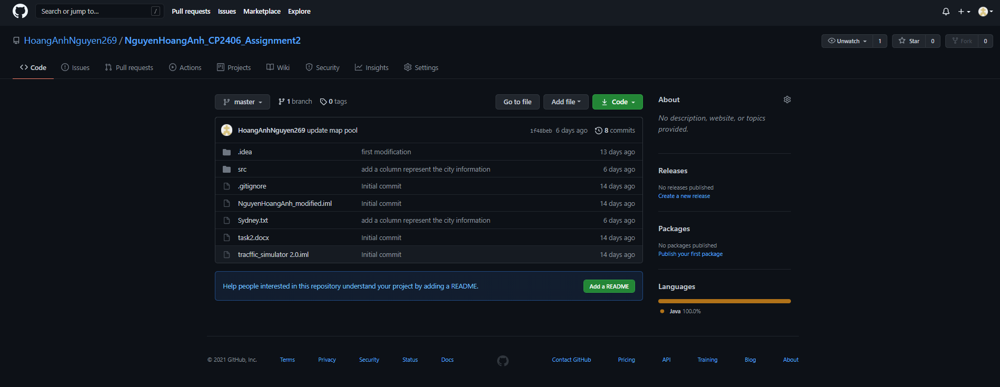 Search or jump to... / Pull requests Issues Marketplace Explore
HoangAnhNguyen269 / NguyenHoangAnh_CP2406_Assignment2 Unwatch 1 Star 0 Fork 0
Code Issues Pull requests Actions Projects Wiki Security Insights Settings
master 1 branch 0 tags Go to file Add file Code
HoangAnhNguyen269 update map pool 1f48beb 6 days ago 8 commits
.idea first modification 13 days ago
src add a column represent the city information 6 days ago
.gitignore Initial commit 14 days ago
NguyenHoangAnh_modified.iml Initial commit 14 days ago
Sydney.txt add a column represent the city information 6 days ago
task2.docx Initial commit 14 days ago
tracffic_simulator 2.0.iml Initial commit 14 days ago
Help people interested in this repository understand your project by adding a README. Add a README
About
No description, website, or topics
provided.
Releases
No releases published
Create a new release
Packages
No packages published
Publish your first package
Languages
Java 100.0%
© 2021 GitHub, Inc. Terms Privacy Security Status Docs Contact GitHub Pricing API Training Blog About